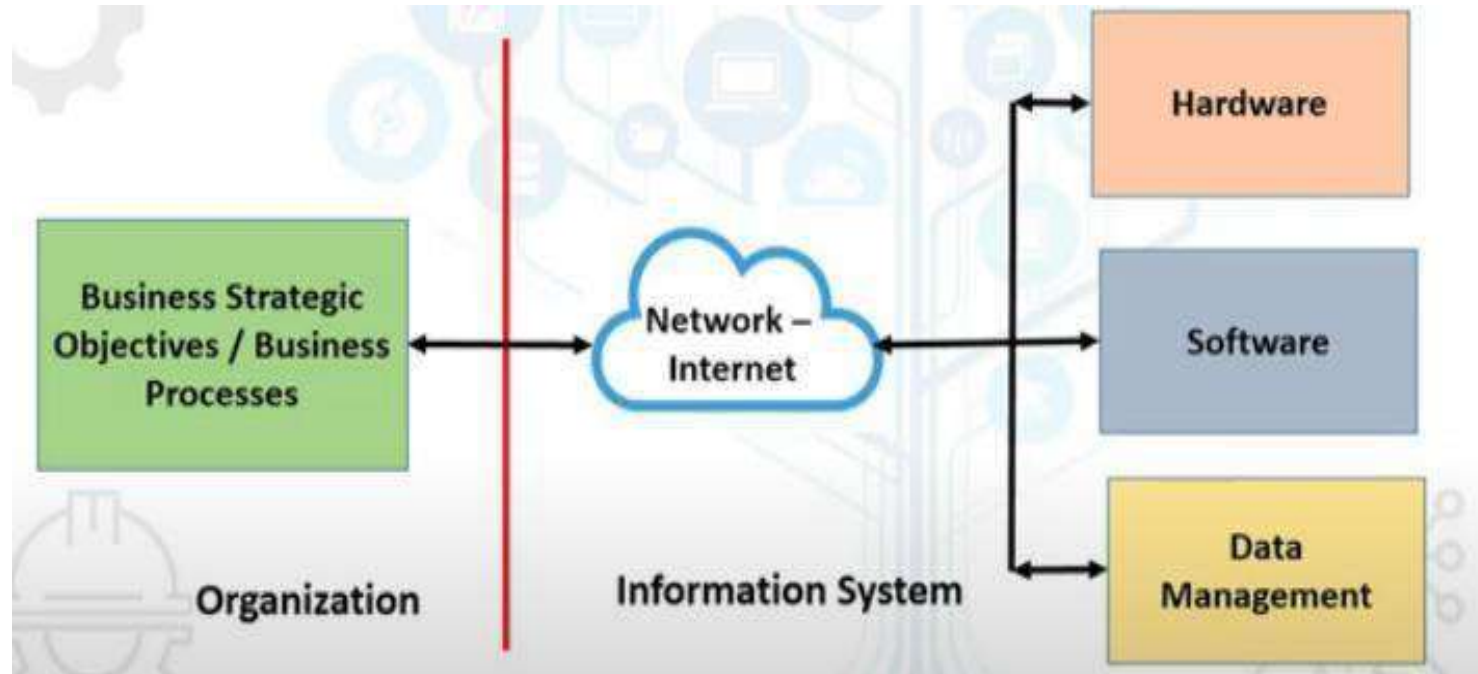 Hardware
Business Strategic
Objectives / Business
Processes
Network –
Internet
Software
Data
Management
Organization
Information System